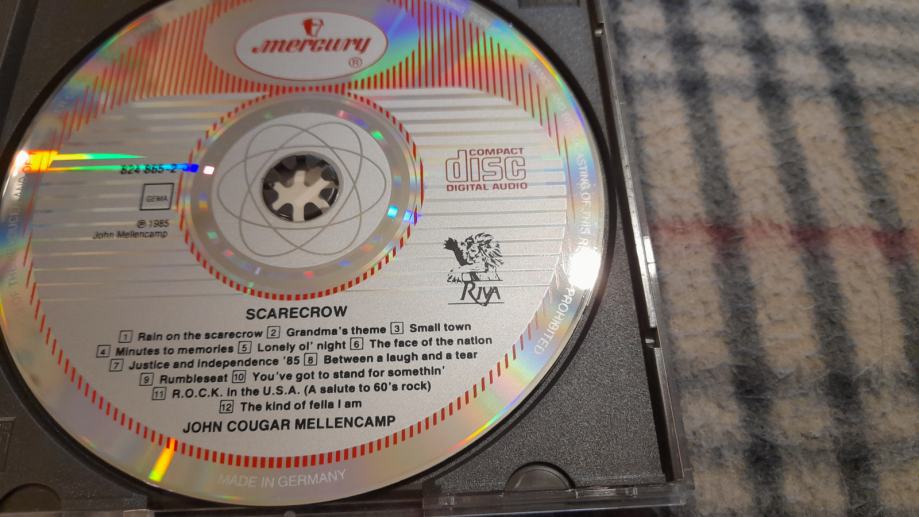 mercury
®
824 865-2
GEMA
℗ 1985
John Mellencamp
COMPACT
disc
DIGITAL AUDIO
RIVA
SCARECROW
1 Rain on the scarecrow 2 Grandma's theme 3 Small town
4 Minutes to memories 5 Lonely ol' night 6 The face of the nation
7 Justice and independence '85 8 Between a laugh and a tear
9 Rumbleseat 10 You've got to stand for somethin'
11 R.O.C.K. in the U.S.A. (A salute to 60's rock)
12 The kind of fella I am
JOHN COUGAR MELLENCAMP
MADE IN GERMANY
PROHIBITED